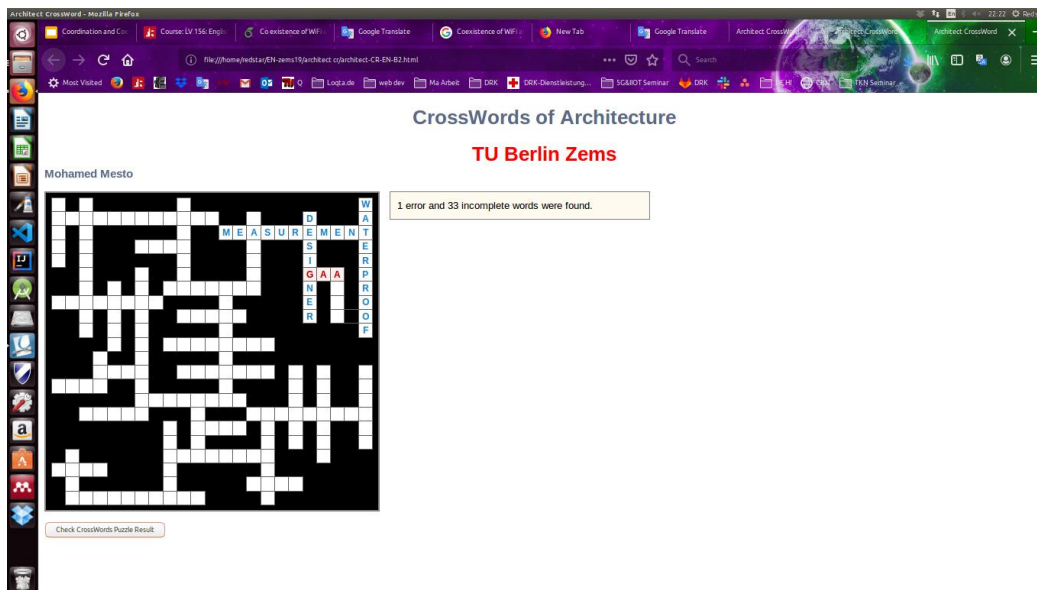 Architect CrossWord - Mozilla Firefox
EN
22:22
Coordination and Co
Course: LV 156: Engli
Co existence of WiFi
Google Translate
Coexistence of WiFi
New Tab
Google Translate
Architect CrossWo
Architect CrossWord
Architect CrossWord
file:///home/redstar/EN-zems19/architect cr/architect-CR-EN-B2.html
Search
Most Visited
Q
Loqta.de
web dev
Ma Arbeit
DRK
DRK-Dienstleistung...
5G&IOT Seminar
DRK
TKN Seminar
CrossWords of Architecture
TU Berlin Zems
Mohamed Mesto
1 error and 33 incomplete words were found.
W
D A
M E A S U R E M E N T
S E
I R
G A A P
N R
E O
R O
F
Check CrossWords Puzzle Result